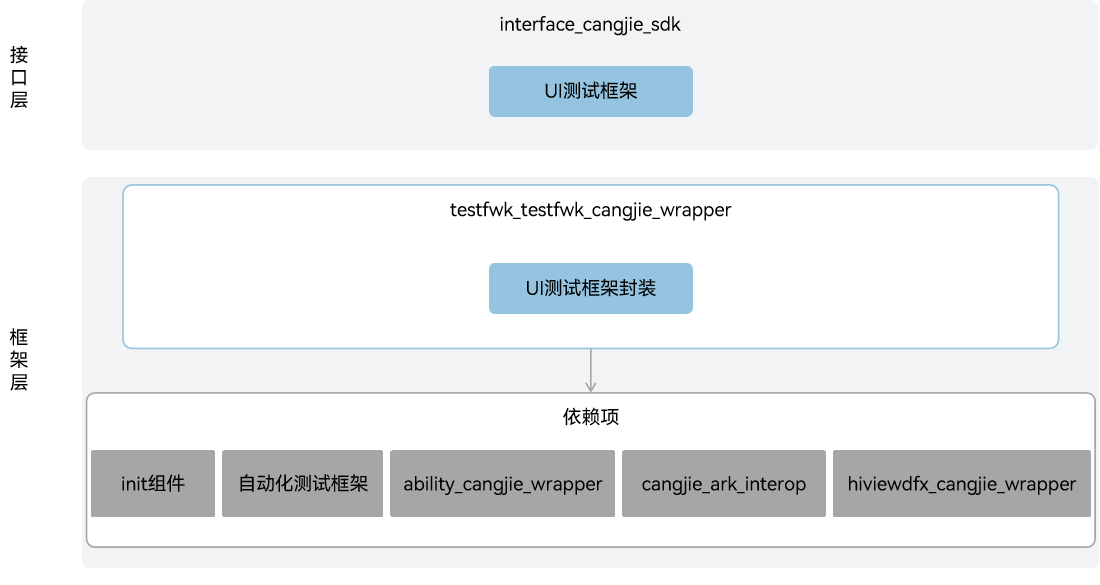 接口层
interface_cangjie_sdk
UI测试框架
框架层
testfwk_testfwk_cangjie_wrapper
UI测试框架封装
依赖项
init组件
自动化测试框架
ability_cangjie_wrapper
cangjie_ark_interop
hiviewdfx_cangjie_wrapper